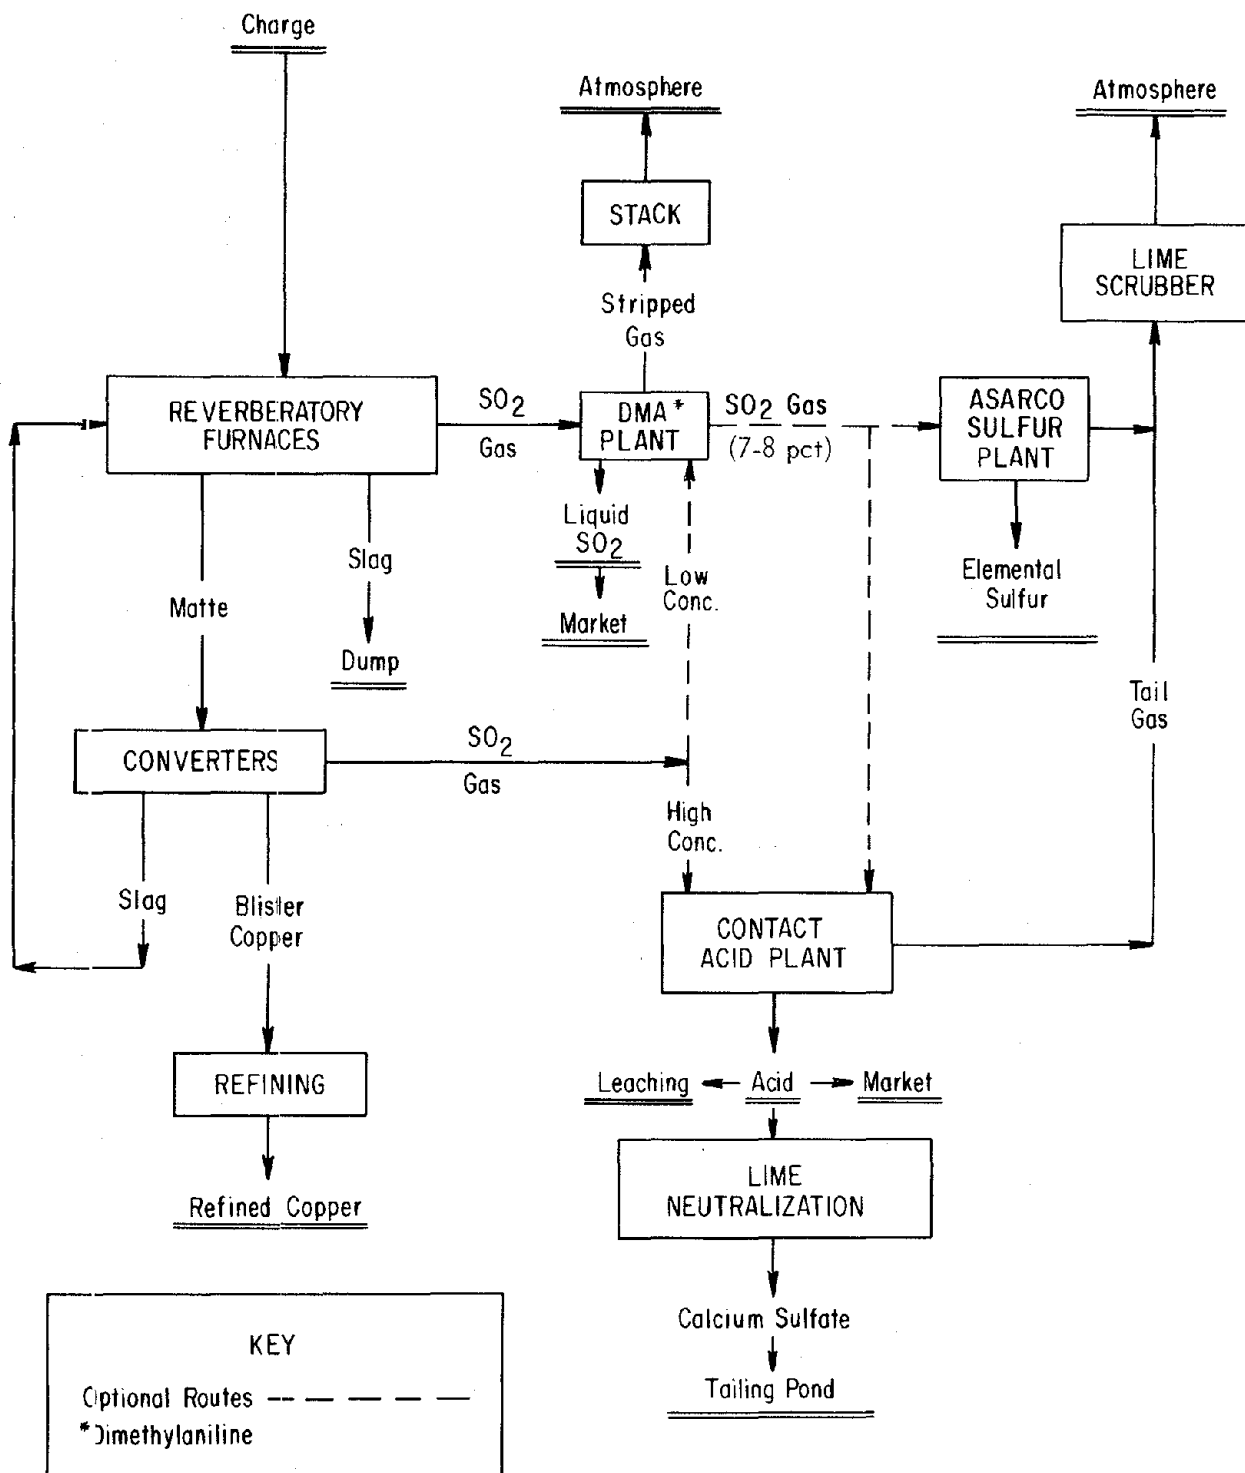 Charge
Atmosphere
Atmosphere
STACK
LIME
SCRUBBER
Stripped
Gas
REVERBERATORY
FURNACES
SO2
Gas
DMA*
PLANT
SO2 Gas
(7-8 pct)
ASARCO
SULFUR
PLANT
Liquid
SO2
Market
Low
Conc.
Elemental
Sulfur
Slag
Dump
Matte
Tail
Gas
CONVERTERS
SO2
Gas
High
Conc.
Slag
Blister
Copper
CONTACT
ACID PLANT
REFINING
Leaching
Acid
Market
Refined Copper
LIME
NEUTRALIZATION
Calcium Sulfate
Tailing Pond
KEY
Optional Routes
*Dimethylaniline